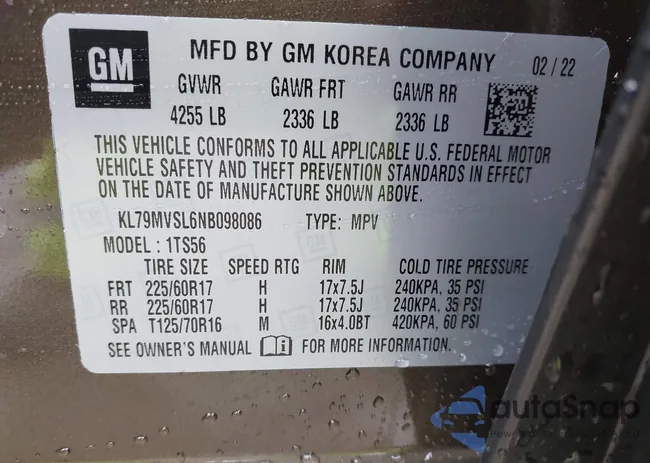 GM
MFD BY GM KOREA COMPANY 02 / 22
GVWR GAWR FRT GAWR RR
4255 LB 2336 LB 2336 LB
THIS VEHICLE CONFORMS TO ALL APPLICABLE U.S. FEDERAL MOTOR
VEHICLE SAFETY AND THEFT PREVENTION STANDARDS IN EFFECT
ON THE DATE OF MANUFACTURE SHOWN ABOVE.
KL79MVSL6NB098086 TYPE: MPV
MODEL : 1TS56
TIRE SIZE SPEED RTG RIM COLD TIRE PRESSURE
FRT 225/60R17 H 17x7.5J 240KPA, 35 PSI
RR 225/60R17 H 17x7.5J 240KPA, 35 PSI
SPA T125/70R16 M 16x4.0BT 420KPA, 60 PSI
SEE OWNER'S MANUAL FOR MORE INFORMATION.
autoSnap